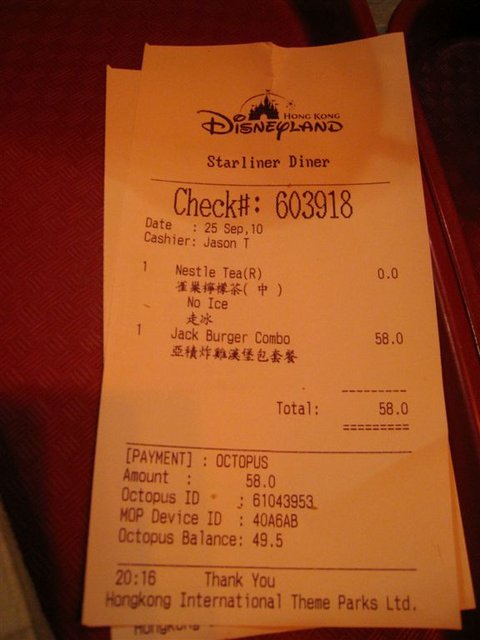 HONG KONG
DISNEYLAND
Starliner Diner
Check#: 603918
Date : 25 Sep,10
Cashier: Jason T
1 Nestle Tea(R) 0.0
雀巢檸檬茶( 中 )
No Ice
走冰
1 Jack Burger Combo 58.0
亞積炸雞漢堡包套餐
---------
Total: 58.0
=========
[PAYMENT] : OCTOPUS
Amount : 58.0
Octopus ID : 61043953
MOP Device ID : 40A6AB
Octopus Balance: 49.5
20:16 Thank You
Hongkong International Theme Parks Ltd.
Hongkong